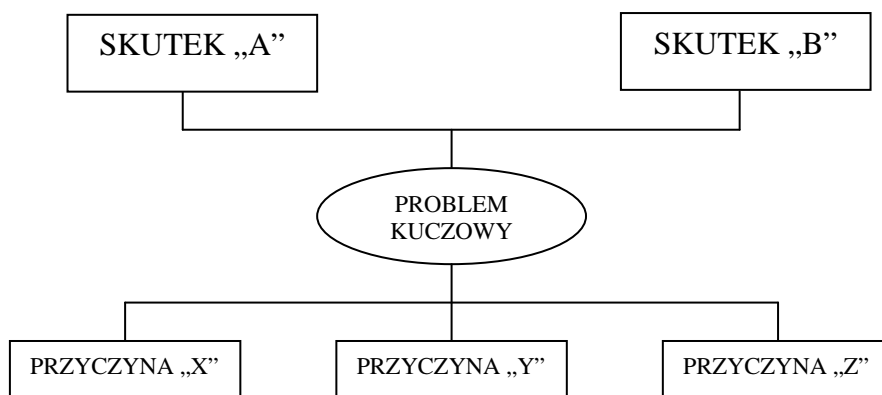 SKUTEK „A”
SKUTEK „B”
PROBLEM
KUCZOWY
PRZYCZYNA „X”
PRZYCZYNA „Y”
PRZYCZYNA „Z”